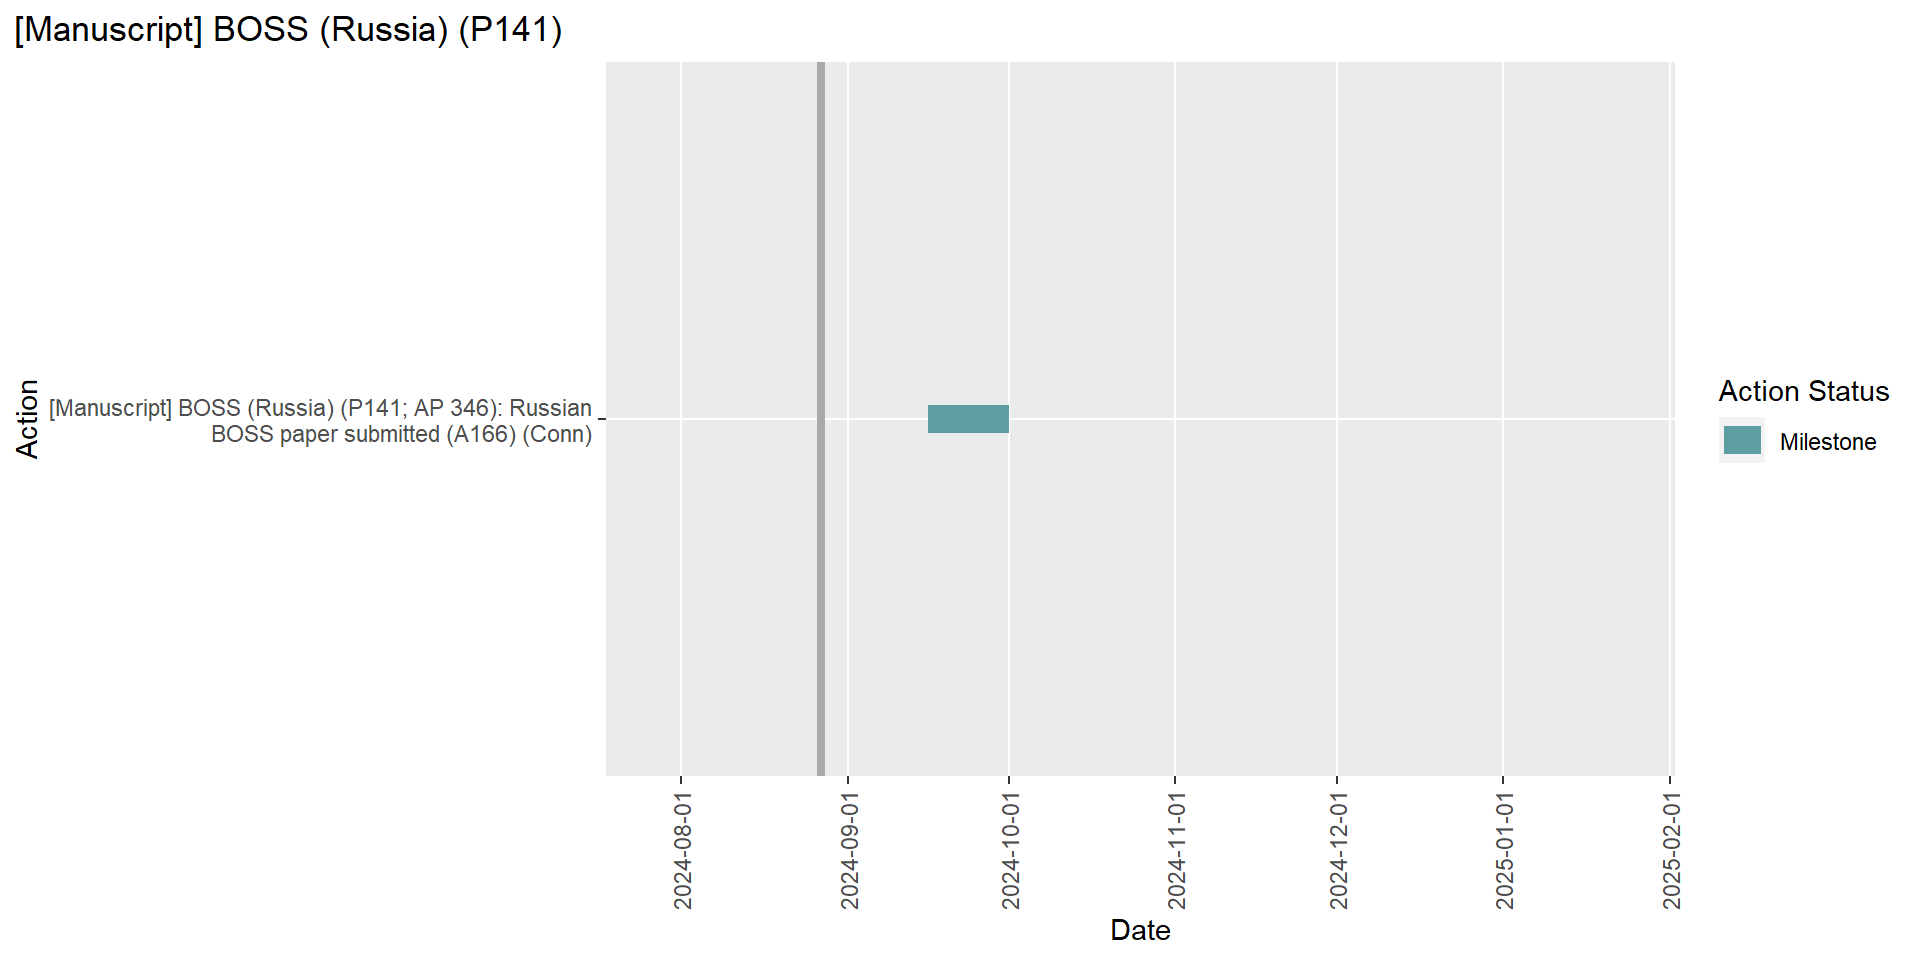 [Manuscript] BOSS (Russia) (P141)
Action
[Manuscript] BOSS (Russia) (P141; AP 346): Russian
BOSS paper submitted (A166) (Conn)
Action Status
Milestone
2024-08-01
2024-09-01
2024-10-01
2024-11-01
2024-12-01
2025-01-01
2025-02-01
Date